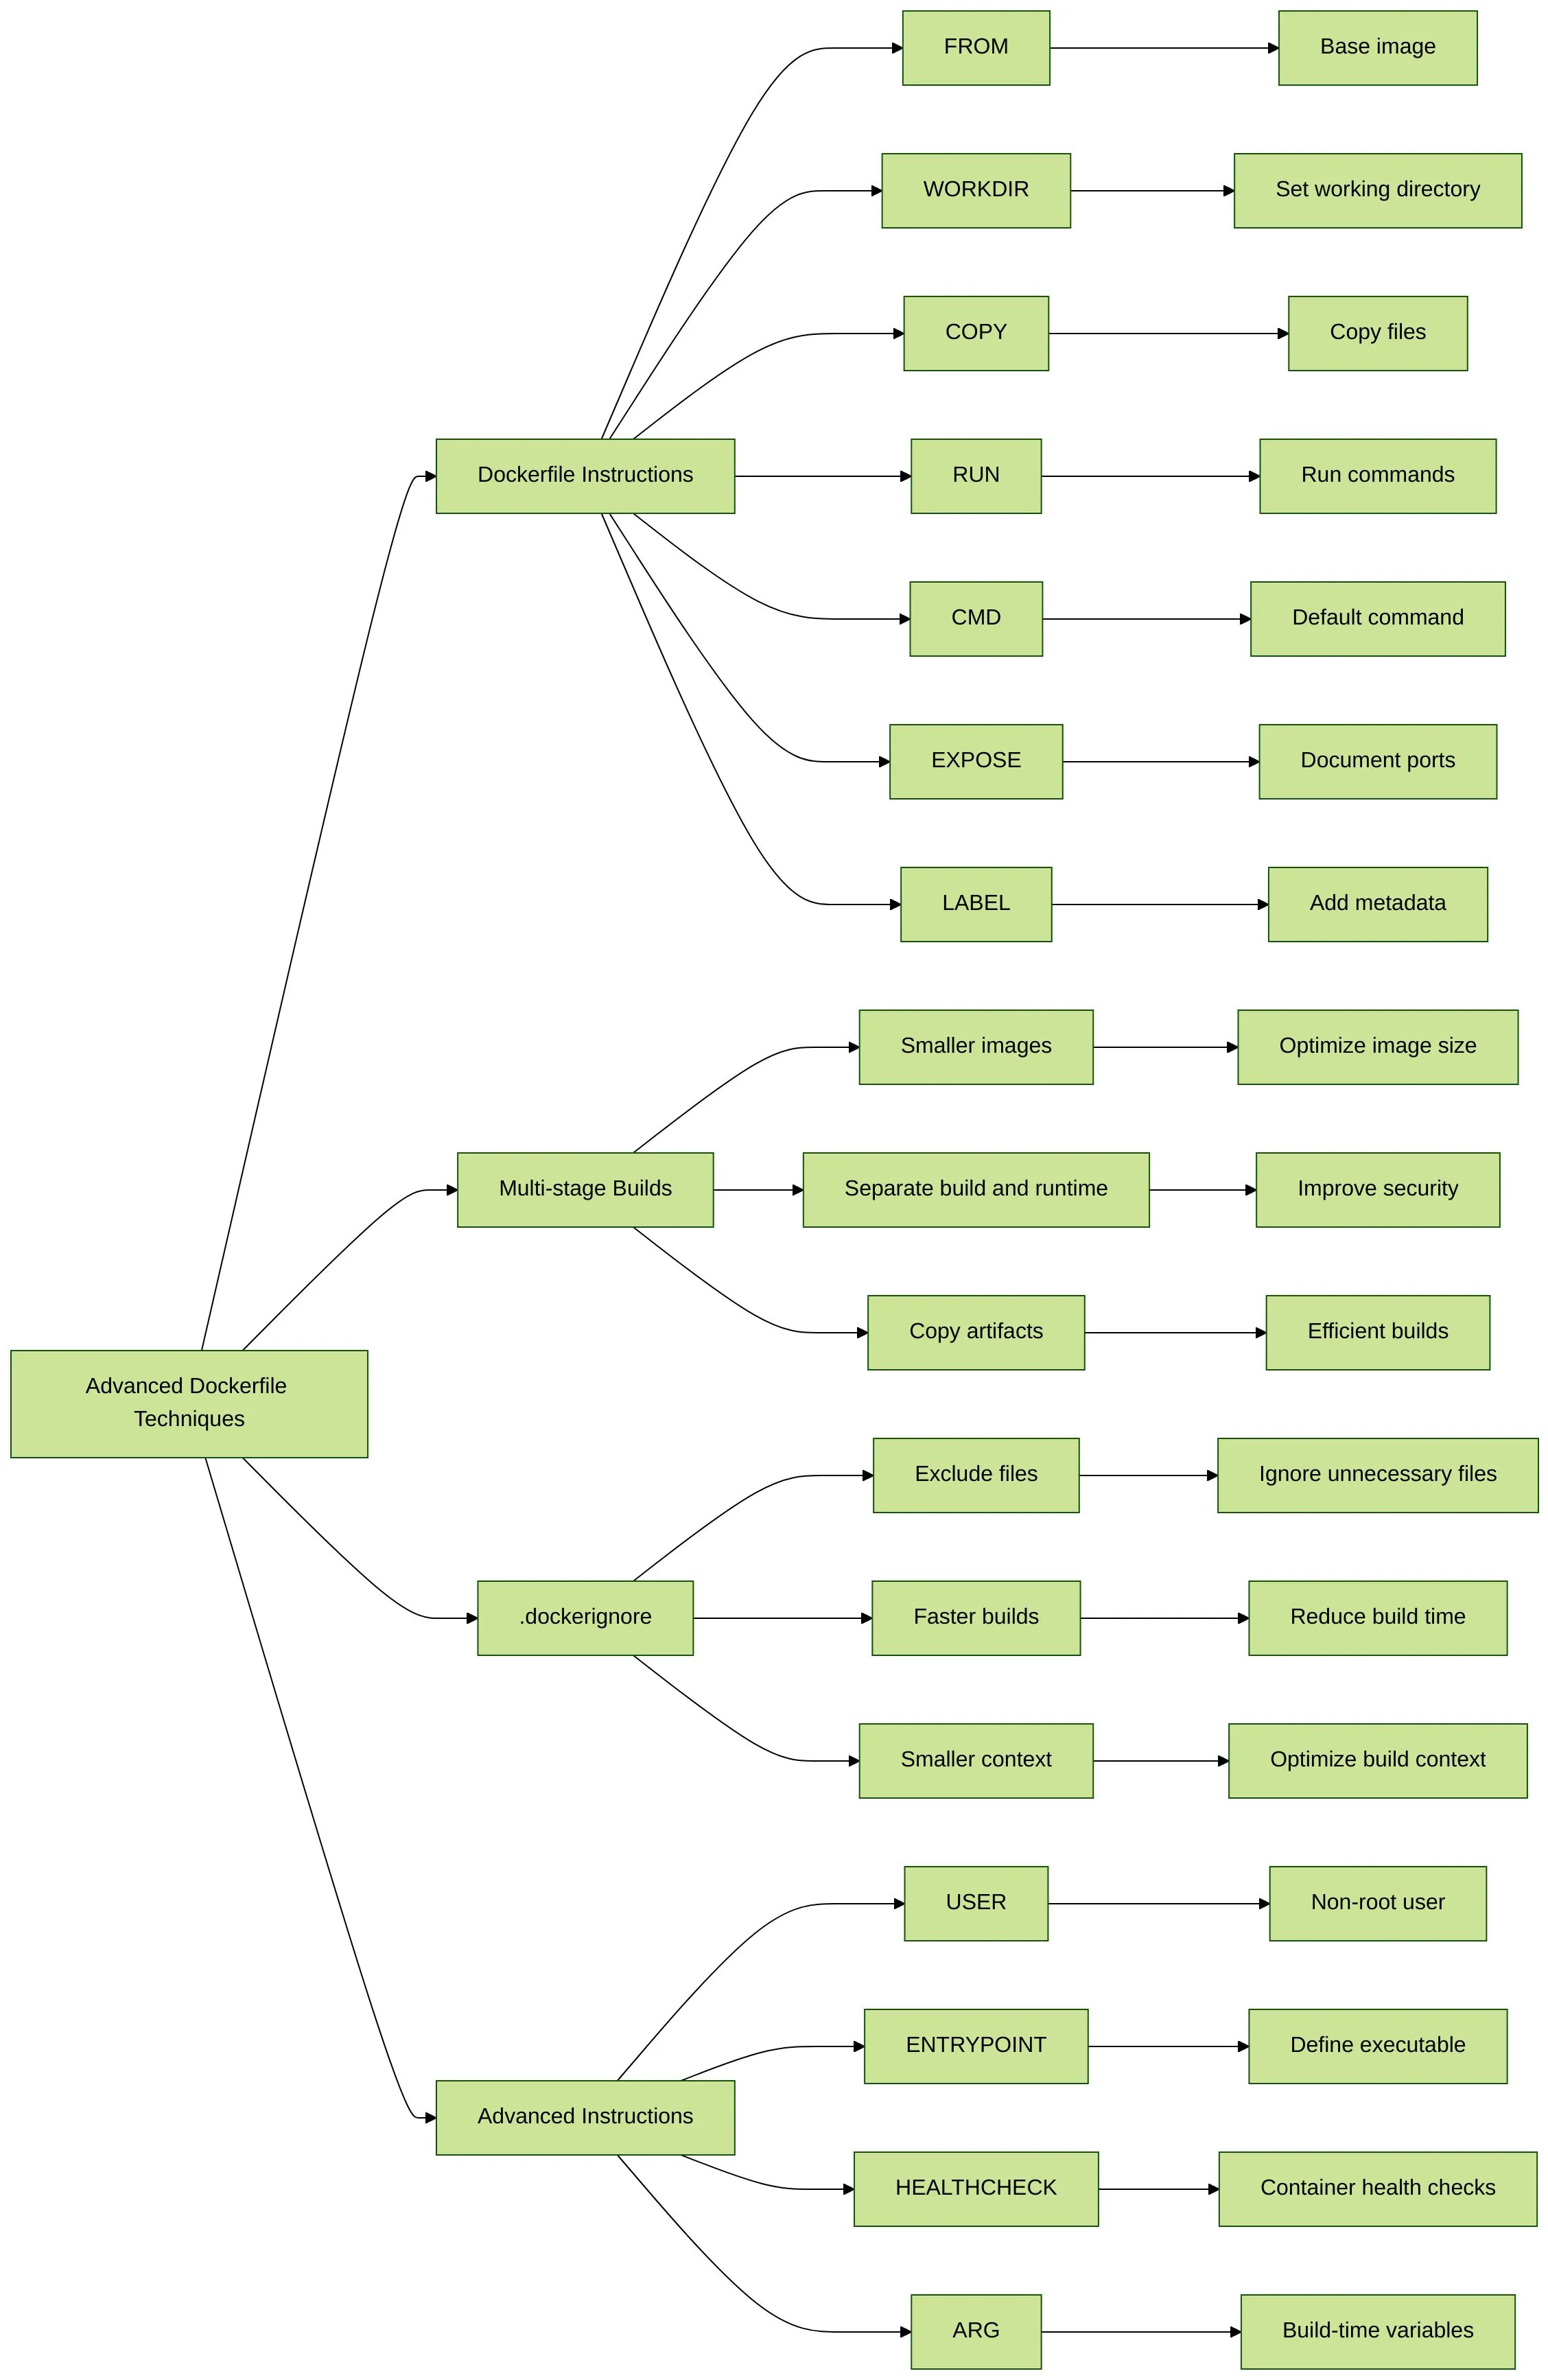 Advanced Dockerfile
Techniques
Dockerfile Instructions
FROM
Base image
WORKDIR
Set working directory
COPY
Copy files
RUN
Run commands
CMD
Default command
EXPOSE
Document ports
LABEL
Add metadata
Multi-stage Builds
Smaller images
Optimize image size
Separate build and runtime
Improve security
Copy artifacts
Efficient builds
.dockerignore
Exclude files
Ignore unnecessary files
Faster builds
Reduce build time
Smaller context
Optimize build context
Advanced Instructions
USER
Non-root user
ENTRYPOINT
Define executable
HEALTHCHECK
Container health checks
ARG
Build-time variables